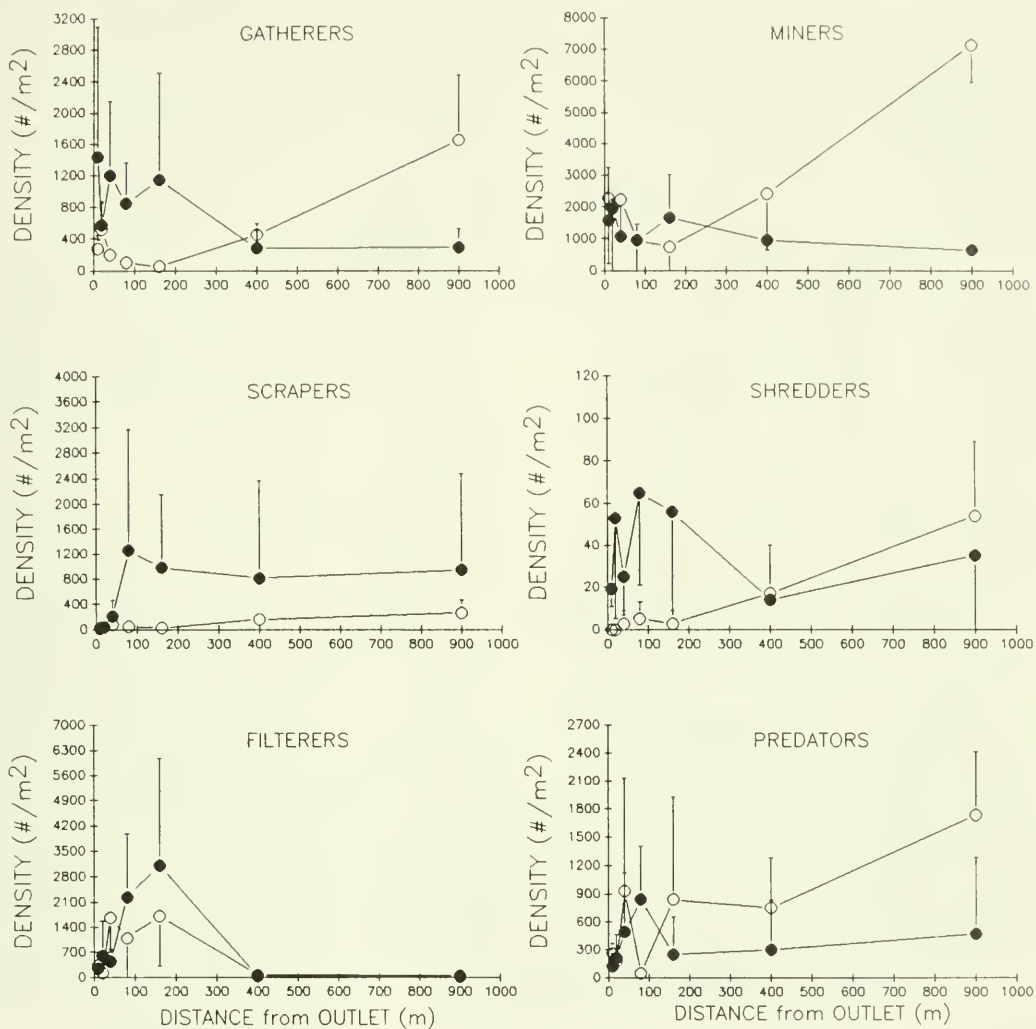 GATHERERS
DENSITY (#/m2)
3200
2800
2400
2000
1600
1200
800
400
0
0 100 200 300 400 500 600 700 800 900 1000
MINERS
DENSITY (#/m2)
8000
7000
6000
5000
4000
3000
2000
1000
0
0 100 200 300 400 500 600 700 800 900 1000
SCRAPERS
DENSITY (#/m2)
4000
3600
3200
2800
2400
2000
1600
1200
800
400
0
0 100 200 300 400 500 600 700 800 900 1000
SHREDDERS
DENSITY (#/m2)
120
100
80
60
40
20
0
0 100 200 300 400 500 600 700 800 900 1000
FILTERERS
DENSITY (#/m2)
7000
6300
5600
4900
4200
3500
2800
2100
1400
700
0
0 100 200 300 400 500 600 700 800 900 1000
DISTANCE from OUTLET (m)
PREDATORS
DENSITY (#/m2)
2700
2400
2100
1800
1500
1200
900
600
300
0
0 100 200 300 400 500 600 700 800 900 1000
DISTANCE from OUTLET (m)